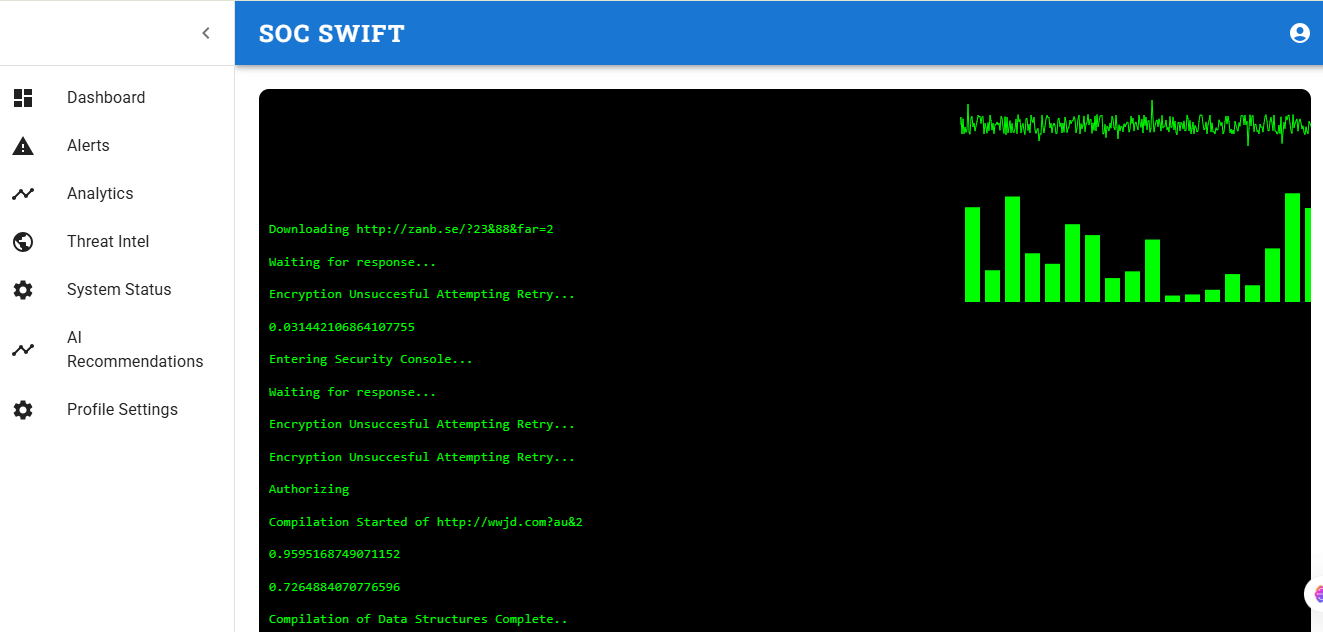 SOC SWIFT
Dashboard
Alerts
Analytics
Threat Intel
System Status
AI
Recommendations
Profile Settings
Downloading http://zanb.se/?23&88&far=2
Waiting for response...
Encryption Unsuccesful Attempting Retry...
0.031442106864107755
Entering Security Console...
Waiting for response...
Encryption Unsuccesful Attempting Retry...
Encryption Unsuccesful Attempting Retry...
Authorizing
Compilation Started of http://wwjd.com?au&2
0.9595168749071152
0.7264884070776596
Compilation of Data Structures Complete..